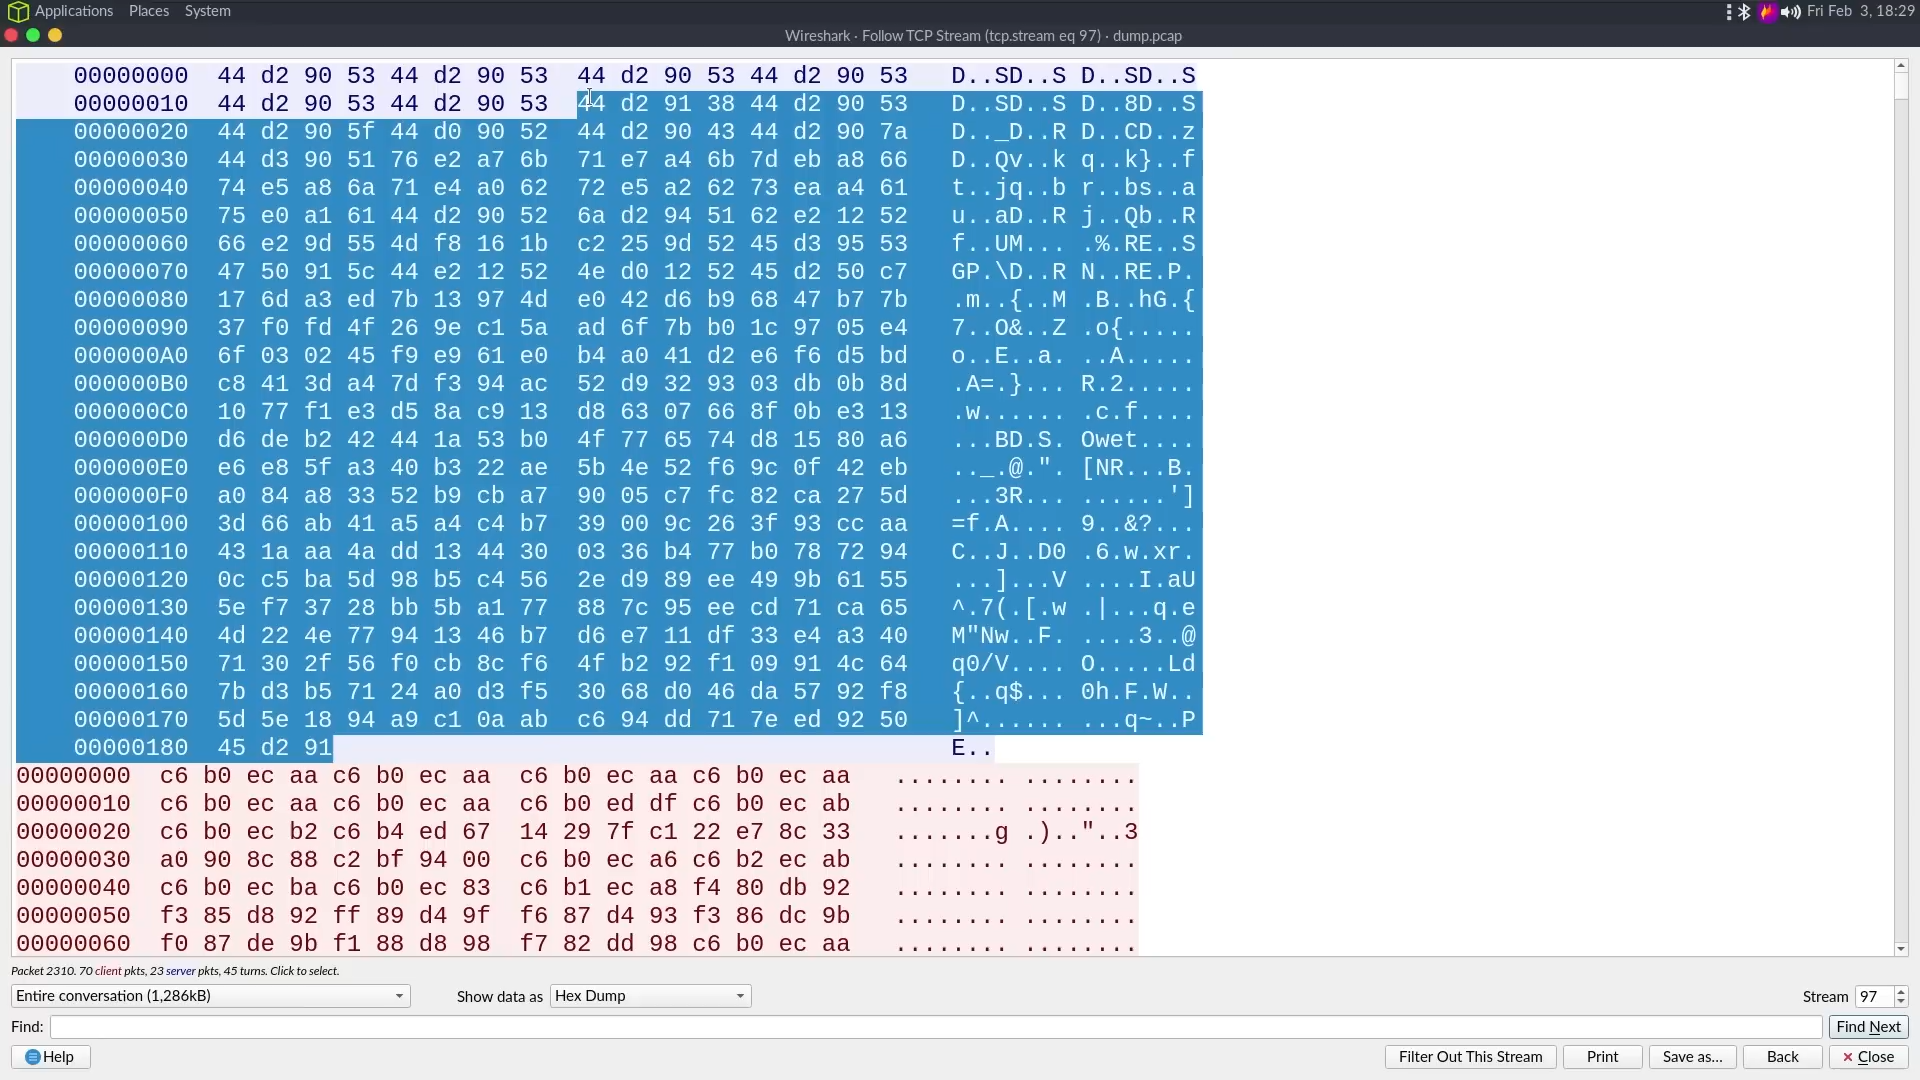 Applications Places System Fri Feb 3, 18:29
Wireshark · Follow TCP Stream (tcp.stream eq 97) · dump.pcap
00000000 44 d2 90 53 44 d2 90 53 44 d2 90 53 44 d2 90 53 D..SD..S D..SD..S
00000010 44 d2 90 53 44 d2 90 53 44 d2 91 38 44 d2 90 53 D..SD..S D..8D..S
00000020 44 d2 90 5f 44 d0 90 52 44 d2 90 43 44 d2 90 7a D.._D..R D..CD..z
00000030 44 d3 90 51 76 e2 a7 6b 71 e7 a4 6b 7d eb a8 66 D..Qv..k q..k}..f
00000040 74 e5 a8 6a 71 e4 a0 62 72 e5 a2 62 73 ea a4 61 t..jq..b r..bs..a
00000050 75 e0 a1 61 44 d2 90 52 6a d2 94 51 62 e2 12 52 u..aD..R j..Qb..R
00000060 66 e2 9d 55 4d f8 16 1b c2 25 9d 52 45 d3 95 53 f..UM... .%.RE..S
00000070 47 50 91 5c 44 e2 12 52 4e d0 12 52 45 d2 50 c7 GP.\D..R N..RE.P.
00000080 17 6d a3 ed 7b 13 97 4d e0 42 d6 b9 68 47 b7 7b .m..{..M .B..hG.{
00000090 37 f0 fd 4f 26 9e c1 5a ad 6f 7b b0 1c 97 05 e4 7..O&..Z .o{.....
000000A0 6f 03 02 45 f9 e9 61 e0 b4 a0 41 d2 e6 f6 d5 bd o..E..a. ..A.....
000000B0 c8 41 3d a4 7d f3 94 ac 52 d9 32 93 03 db 0b 8d .A=.}... R.2.....
000000C0 10 77 f1 e3 d5 8a c9 13 d8 63 07 66 8f 0b e3 13 .w...... .c.f....
000000D0 d6 de b2 42 44 1a 53 b0 4f 77 65 74 d8 15 80 a6 ...BD.S. Owet....
000000E0 e6 e8 5f a3 40 b3 22 ae 5b 4e 52 f6 9c 0f 42 eb .._.@.". [NR...B.
000000F0 a0 84 a8 33 52 b9 cb a7 90 05 c7 fc 82 ca 27 5d ...3R... ......']
00000100 3d 66 ab 41 a5 a4 c4 b7 39 00 9c 26 3f 93 cc aa =f.A.... 9..&?...
00000110 43 1a aa 4a dd 13 44 30 03 36 b4 77 b0 78 72 94 C..J..D0 .6.w.xr.
00000120 0c c5 ba 5d 98 b5 c4 56 2e d9 89 ee 49 9b 61 55 ...]...V ....I.aU
00000130 5e f7 37 28 bb 5b a1 77 88 7c 95 ee cd 71 ca 65 ^.7(.[.w .|...q.e
00000140 4d 22 4e 77 94 13 46 b7 d6 e7 11 df 33 e4 a3 40 M"Nw..F. ....3..@
00000150 71 30 2f 56 f0 cb 8c f6 4f b2 92 f1 09 91 4c 64 q0/V.... O.....Ld
00000160 7b d3 b5 71 24 a0 d3 f5 30 68 d0 46 da 57 92 f8 {..q$... 0h.F.W..
00000170 5d 5e 18 94 a9 c1 0a ab c6 94 dd 71 7e ed 92 50 ]^...... ...q~..P
00000180 45 d2 91 E..
00000000 c6 b0 ec aa c6 b0 ec aa c6 b0 ec aa c6 b0 ec aa ........ ........
00000010 c6 b0 ec aa c6 b0 ec aa c6 b0 ed df c6 b0 ec ab ........ ........
00000020 c6 b0 ec b2 c6 b4 ed 67 14 29 7f c1 22 e7 8c 33 .......g .).."..3
00000030 a0 90 8c 88 c2 bf 94 00 c6 b0 ec a6 c6 b2 ec ab ........ ........
00000040 c6 b0 ec ba c6 b0 ec 83 c6 b1 ec a8 f4 80 db 92 ........ ........
00000050 f3 85 d8 92 ff 89 d4 9f f6 87 d4 93 f3 86 dc 9b ........ ........
00000060 f0 87 de 9b f1 88 d8 98 f7 82 dd 98 c6 b0 ec aa ........ ........
Packet 2310. 70 client pkts, 23 server pkts, 45 turns. Click to select.
Entire conversation (1,286kB) Show data as Hex Dump Stream 97
Find: Find Next
Help Filter Out This Stream Print Save as... Back Close